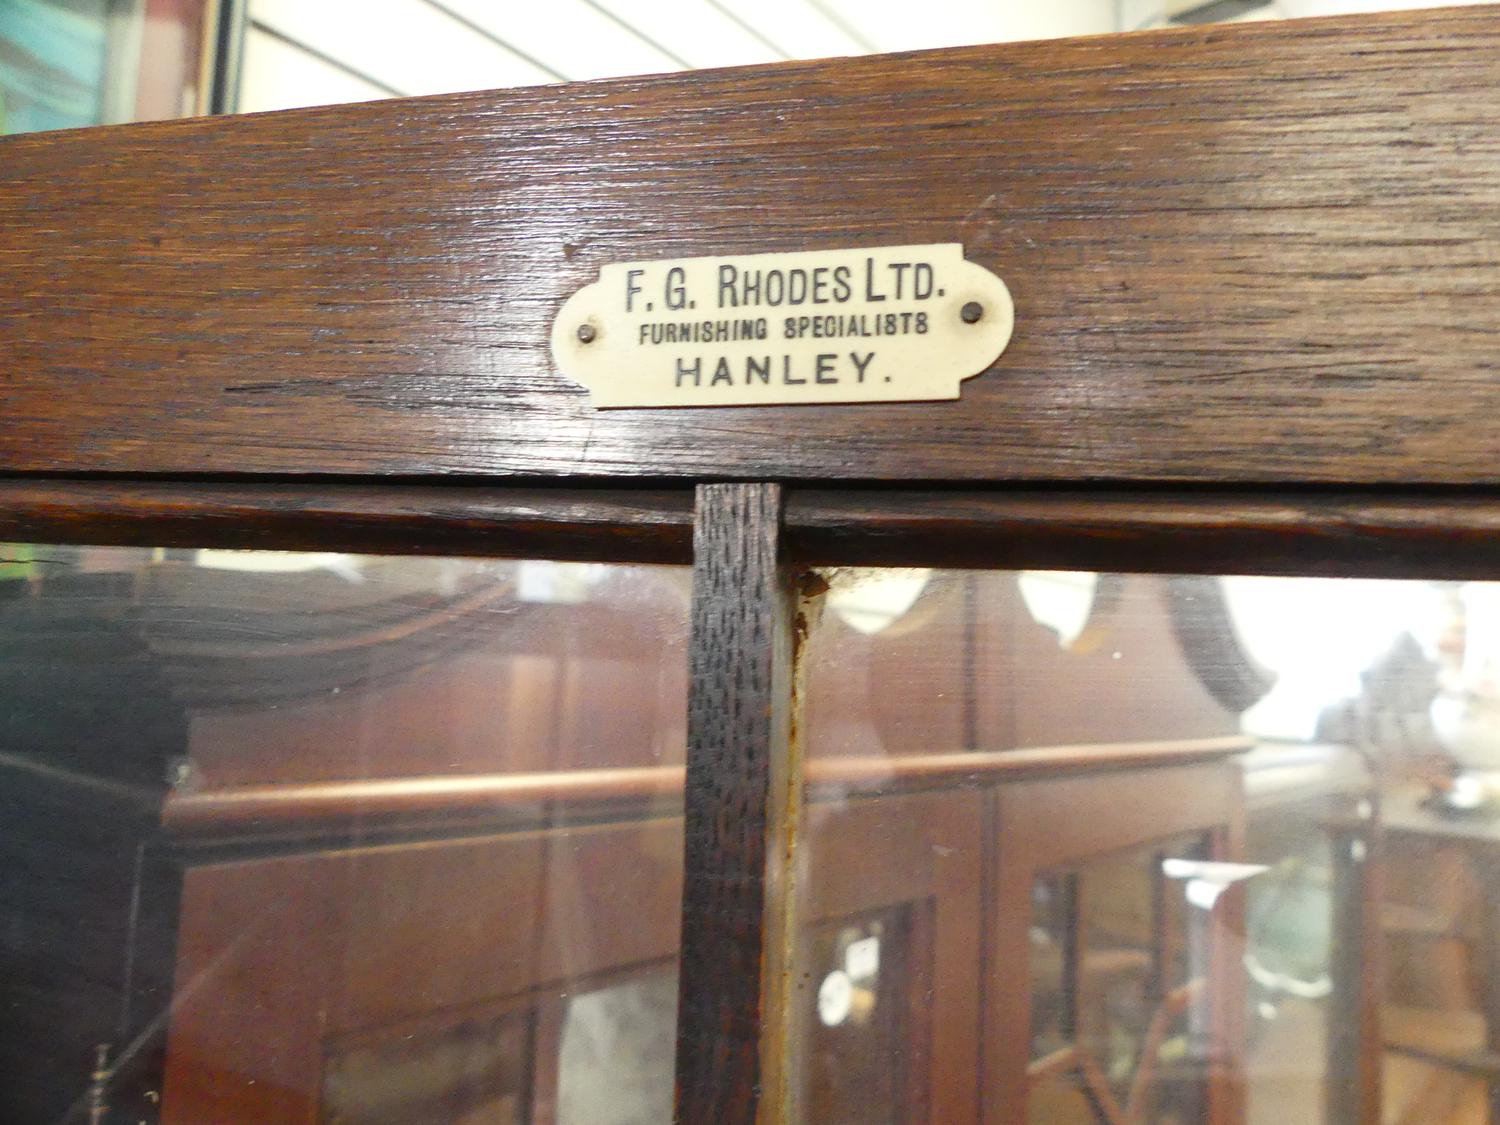 F. G. RHODES LTD.
FURNISHING SPECIALISTS
HANLEY.